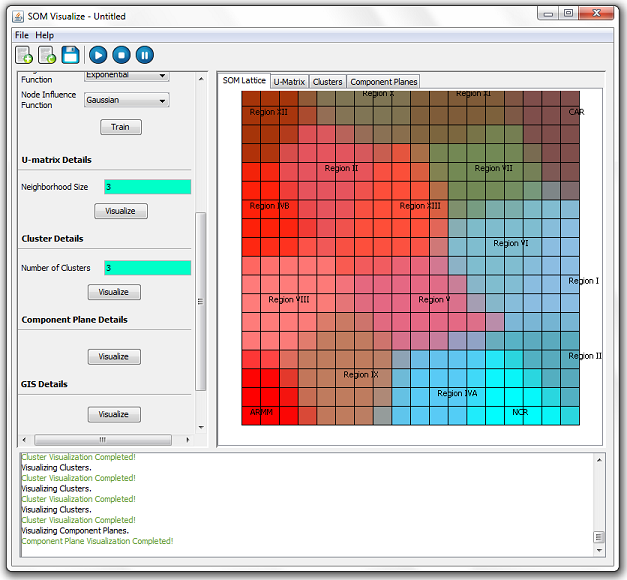 SOM Visualize - Untitled
File Help
Function
Exponential
Node Influence
Function
Gaussian
Train
U-matrix Details
Neighborhood Size
3
Visualize
Cluster Details
Number of Clusters
3
Visualize
Component Plane Details
Visualize
GIS Details
Visualize
SOM Lattice U-Matrix Clusters Component Planes
Region X Region XI
Region XII CAR
Region II Region VII
Region IVB Region XIII
Region VI
Region I
Region VIII Region V
Region II
Region IX
Region IVA
ARMM NCR
Cluster Visualization Completed!
Visualizing Clusters.
Cluster Visualization Completed!
Visualizing Clusters.
Cluster Visualization Completed!
Visualizing Clusters.
Cluster Visualization Completed!
Visualizing Component Planes.
Component Plane Visualization Completed!